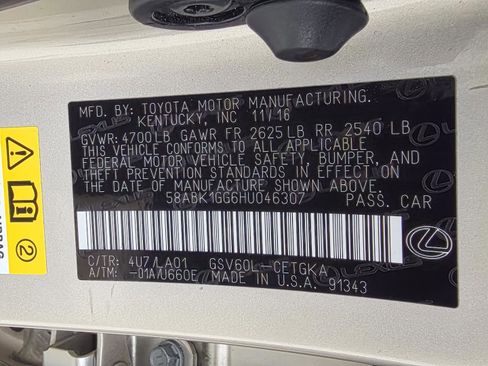 MFD. BY: TOYOTA MOTOR MANUFACTURING.
KENTUCKY, INC 11/16
GVWR: 4700LB GAWR FR 2625LB RR 2540 LB
THIS VEHICLE CONFORMS TO ALL APPLICABLE
FEDERAL MOTOR VEHICLE SAFETY, BUMPER, AND
THEFT PREVENTION STANDARDS IN EFFECT ON
THE DATE OF MANUFACTURE SHOWN ABOVE.
58ABK1GG6HU046307 PASS. CAR
C/TR: 4U7/LA01 GSV60L-CETGKA
A/TM: -01A/U660E MADE IN U.S.A. 91343
LEXUS
2